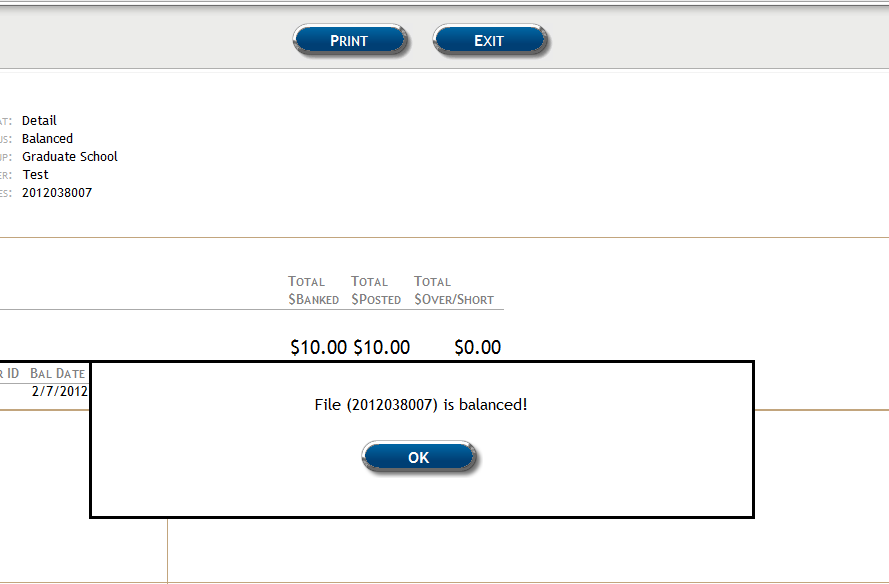 PRINT EXIT
AT: Detail
US: Balanced
UP: Graduate School
ER: Test
ES: 2012038007
TOTAL TOTAL TOTAL
$BANKED $POSTED $OVER/SHORT
$10.00 $10.00 $0.00
R ID BAL DATE
2/7/2012
File (2012038007) is balanced!
OK